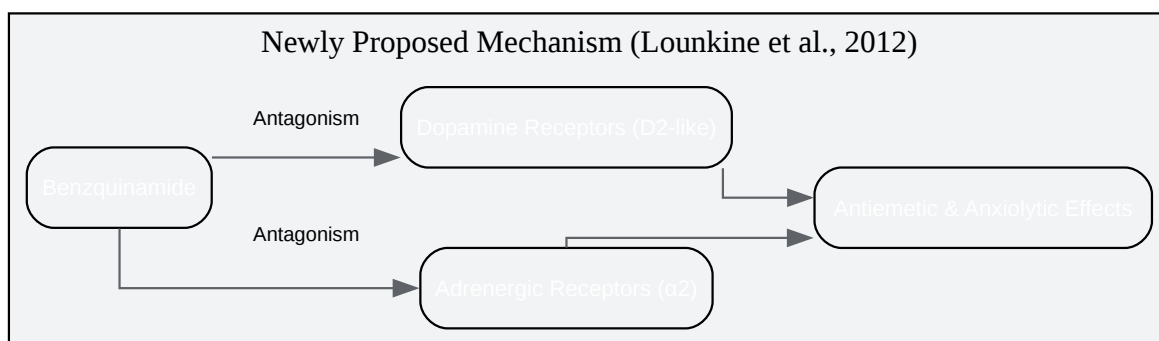 Newly Proposed Mechanism (Lounkine et al., 2012)
Antagonism
Dopamine Receptors (D2-like)
Benzquinamide
Antiemetic & Anxiolytic Effects
Antagonism
Adrenergic Receptors (α2)